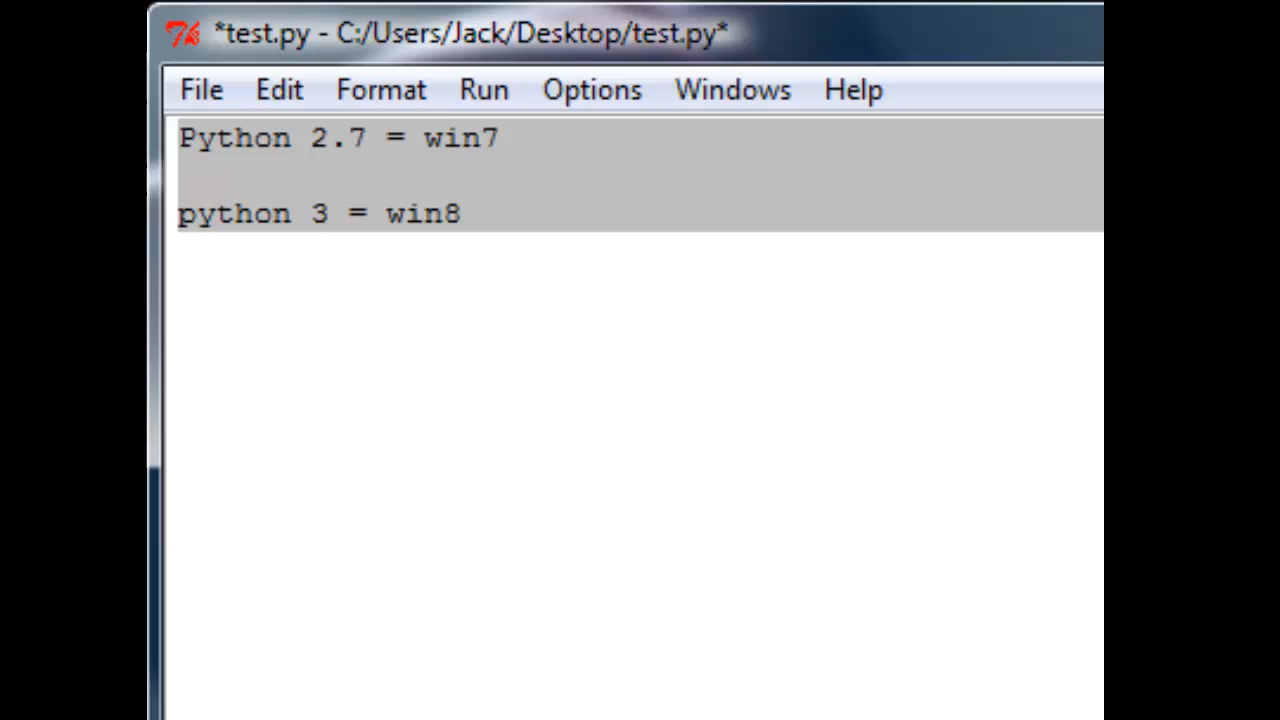 *test.py - C:/Users/Jack/Desktop/test.py*
File Edit Format Run Options Windows Help
Python 2.7 = win7
python 3 = win8